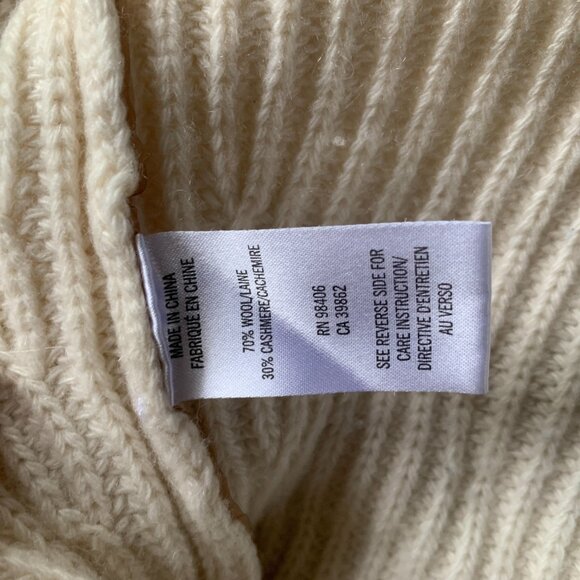 MADE IN CHINA
FABRIQUÉ EN CHINE
70% WOOL/LAINE
30% CASHMERE/CACHEMIRE
RN 98406
CA 39862
SEE REVERSE SIDE FOR
CARE INSTRUCTION/
DIRECTIVE D'ENTRETIEN
AU VERSO